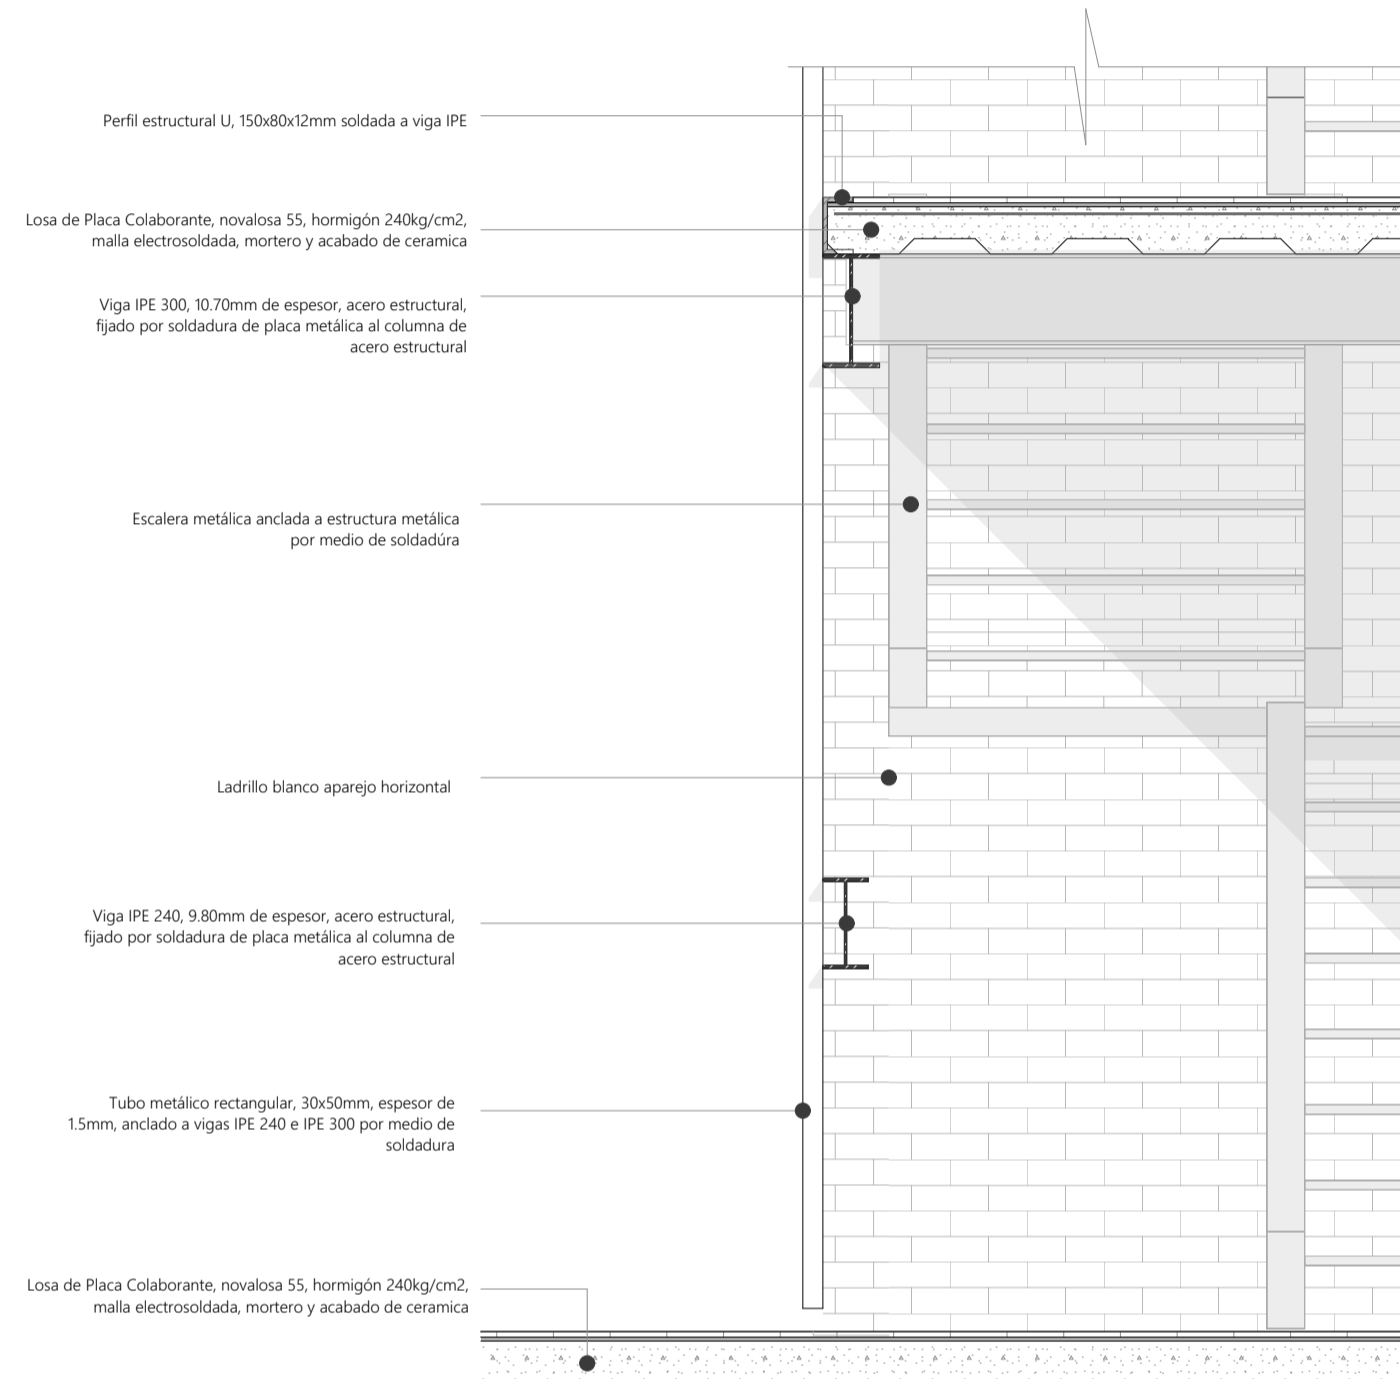 Perfil estructural U, 150x80x12mm soldada a viga IPE
Losa de Placa Colaborante, novalosa 55, hormigón 240kg/cm2,
malla electrosoldada, mortero y acabado de ceramica
Viga IPE 300, 10.70mm de espesor, acero estructural,
fijado por soldadura de placa metálica al columna de
acero estructural
Escalera metálica anclada a estructura metálica
por medio de soldadúra
Ladrillo blanco aparejo horizontal
Viga IPE 240, 9.80mm de espesor, acero estructural,
fijado por soldadura de placa metálica al columna de
acero estructural
Tubo metálico rectangular, 30x50mm, espesor de
1.5mm, anclado a vigas IPE 240 e IPE 300 por medio de
soldadura
Losa de Placa Colaborante, novalosa 55, hormigón 240kg/cm2,
malla electrosoldada, mortero y acabado de ceramica